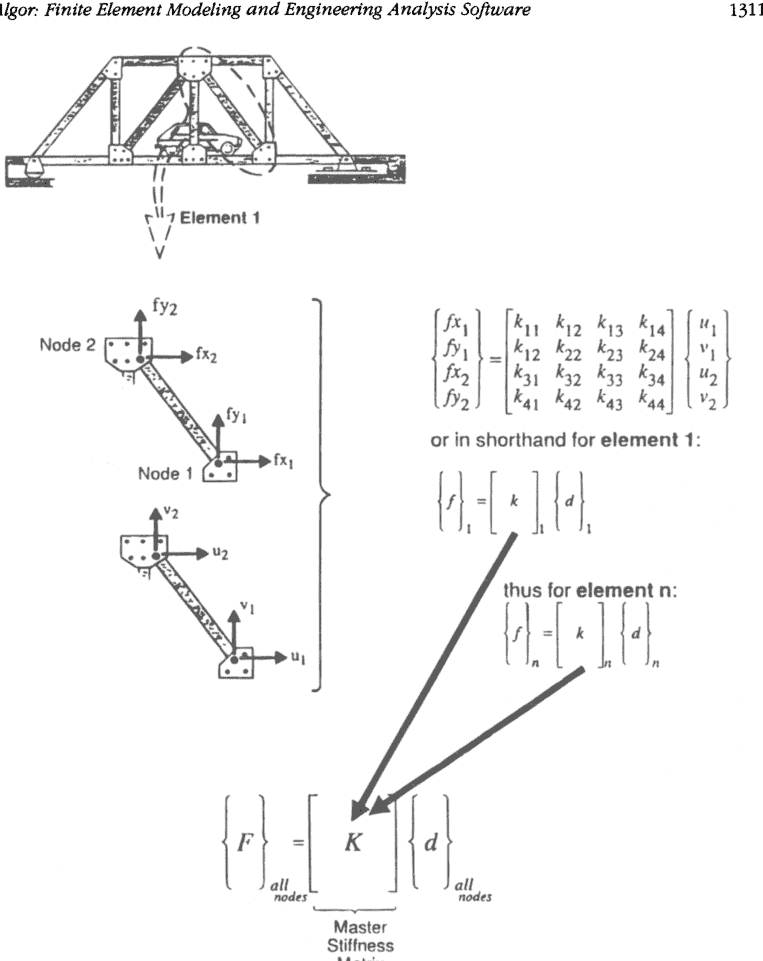 lgor: Finite Element Modeling and Engineering Analysis Software 1311
Element 1
fy2
Node 2
fx2
fy1
fx1
Node 1
v2
u2
v1
u1
{fx1} = [k11 k12 k13 k14] {u1}
{fy1} [k12 k22 k23 k24] {v1}
{fx2} [k31 k32 k33 k34] {u2}
{fy2} [k41 k42 k43 k44] {v2}
or in shorthand for element 1:
{f}1 = [k]1 {d}1
thus for element n:
{f}n = [k]n {d}n
{F} all nodes = [K] {d} all nodes
Master
Stiffness
Matrix